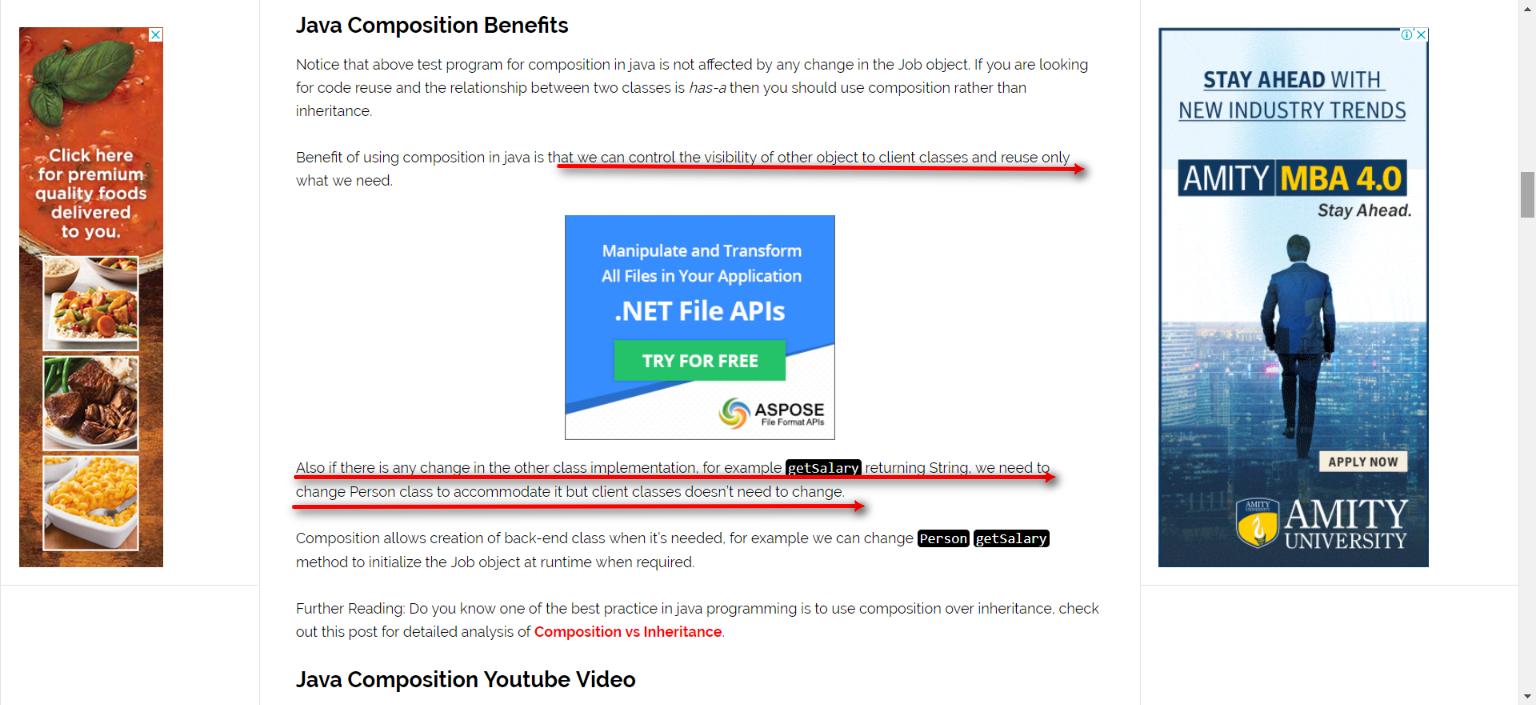 Java Composition Benefits
Notice that above test program for composition in java is not affected by any change in the Job object. If you are looking
for code reuse and the relationship between two classes is has-a then you should use composition rather than
inheritance.
Benefit of using composition in java is that we can control the visibility of other object to client classes and reuse only
what we need.
Manipulate and Transform
All Files in Your Application
.NET File APIs
TRY FOR FREE
ASPOSE
File Format APIs
Also if there is any change in the other class implementation, for example getSalary returning String, we need to
change Person class to accommodate it but client classes doesn't need to change.
Composition allows creation of back-end class when it's needed, for example we can change Person getSalary
method to initialize the Job object at runtime when required.
Further Reading: Do you know one of the best practice in java programming is to use composition over inheritance, check
out this post for detailed analysis of Composition vs Inheritance.
Java Composition Youtube Video
Click here
for premium
quality foods
delivered
to you.
STAY AHEAD WITH
NEW INDUSTRY TRENDS
AMITY MBA 4.0
Stay Ahead.
APPLY NOW
AMITY
UNIVERSITY